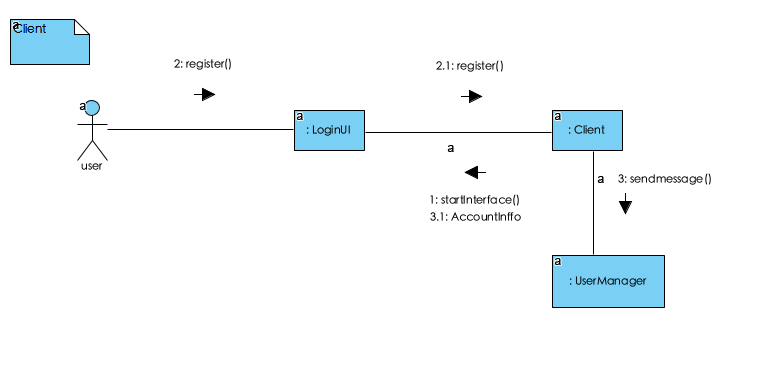 a
Client
2: register()
2.1: register()
a
user
a
: LoginUI
a
: Client
a
1: startInterface()
3.1: AccountInffo
a
3: sendmessage()
a
: UserManager